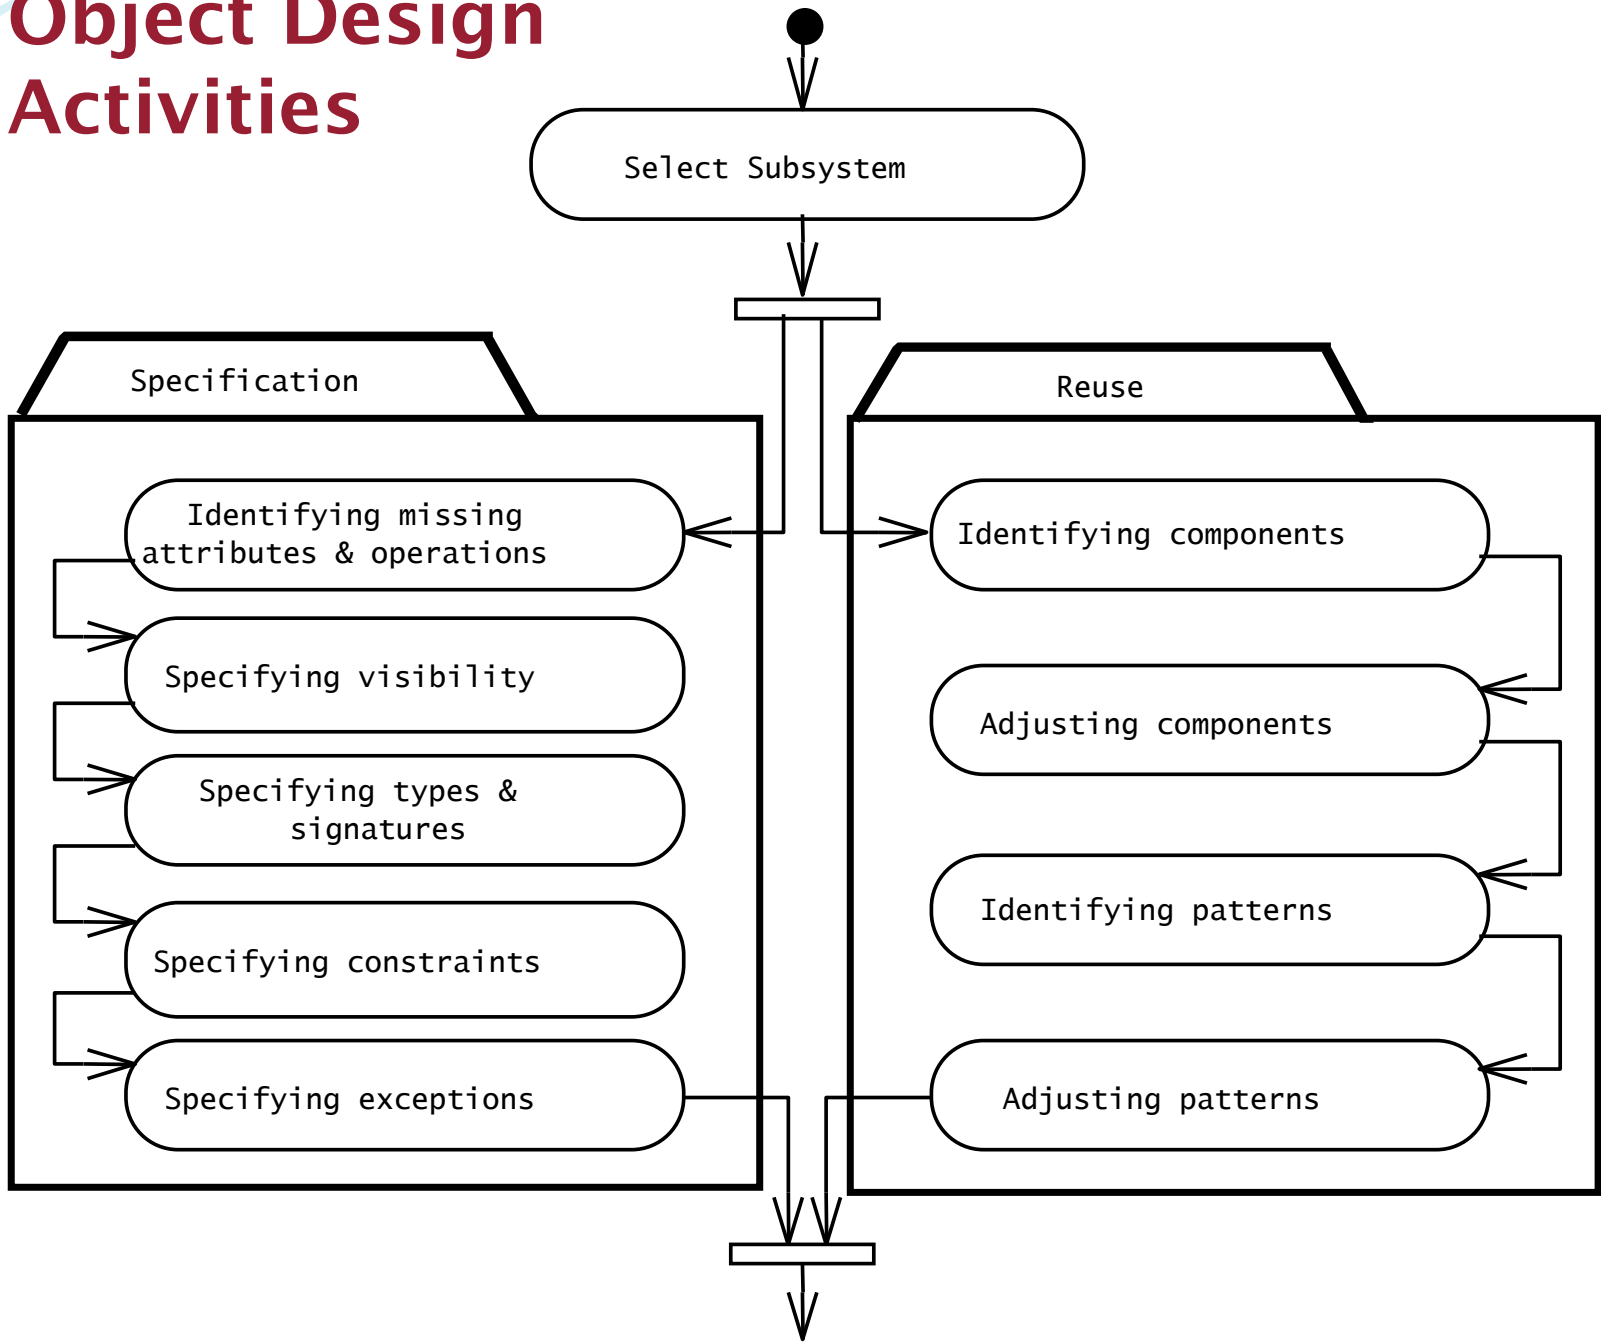 Object Design
Activities
Select Subsystem
Specification
Reuse
Identifying missing
attributes & operations
Identifying components
Specifying visibility
Adjusting components
Specifying types &
signatures
Identifying patterns
Specifying constraints
Specifying exceptions
Adjusting patterns